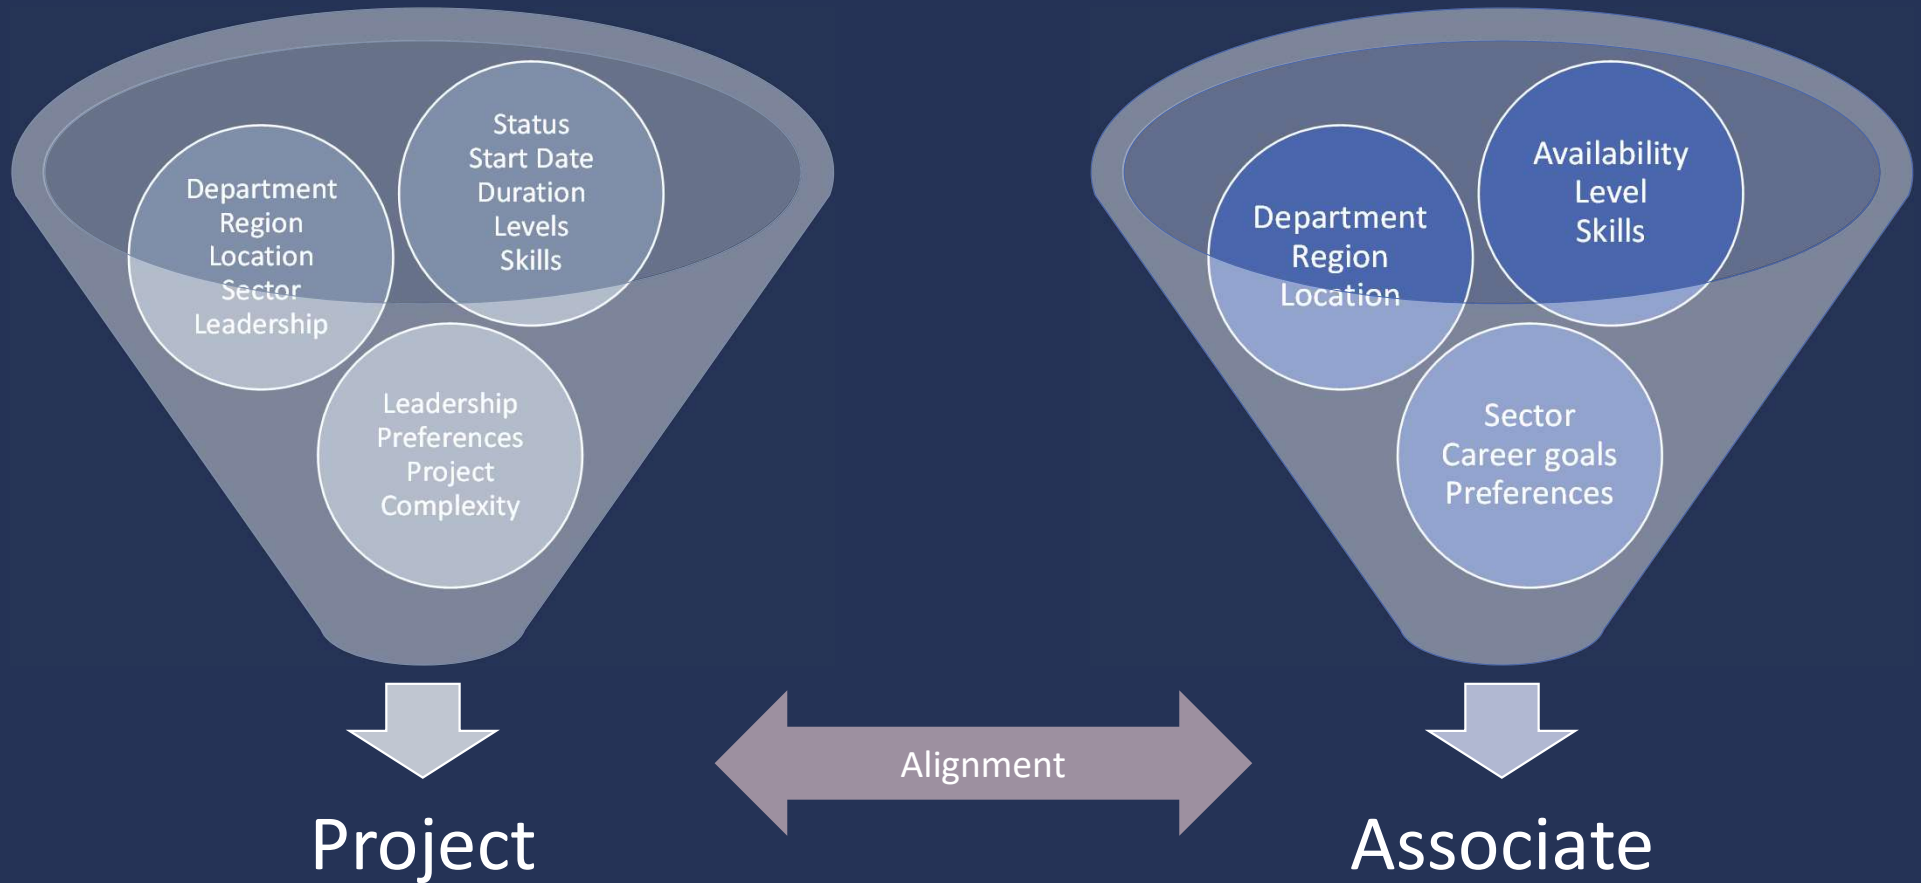 Department
Region
Location
Sector
Leadership
Status
Start Date
Duration
Levels
Skills
Leadership
Preferences
Project
Complexity
Project
Alignment
Department
Region
Location
Availability
Level
Skills
Sector
Career goals
Preferences
Associate